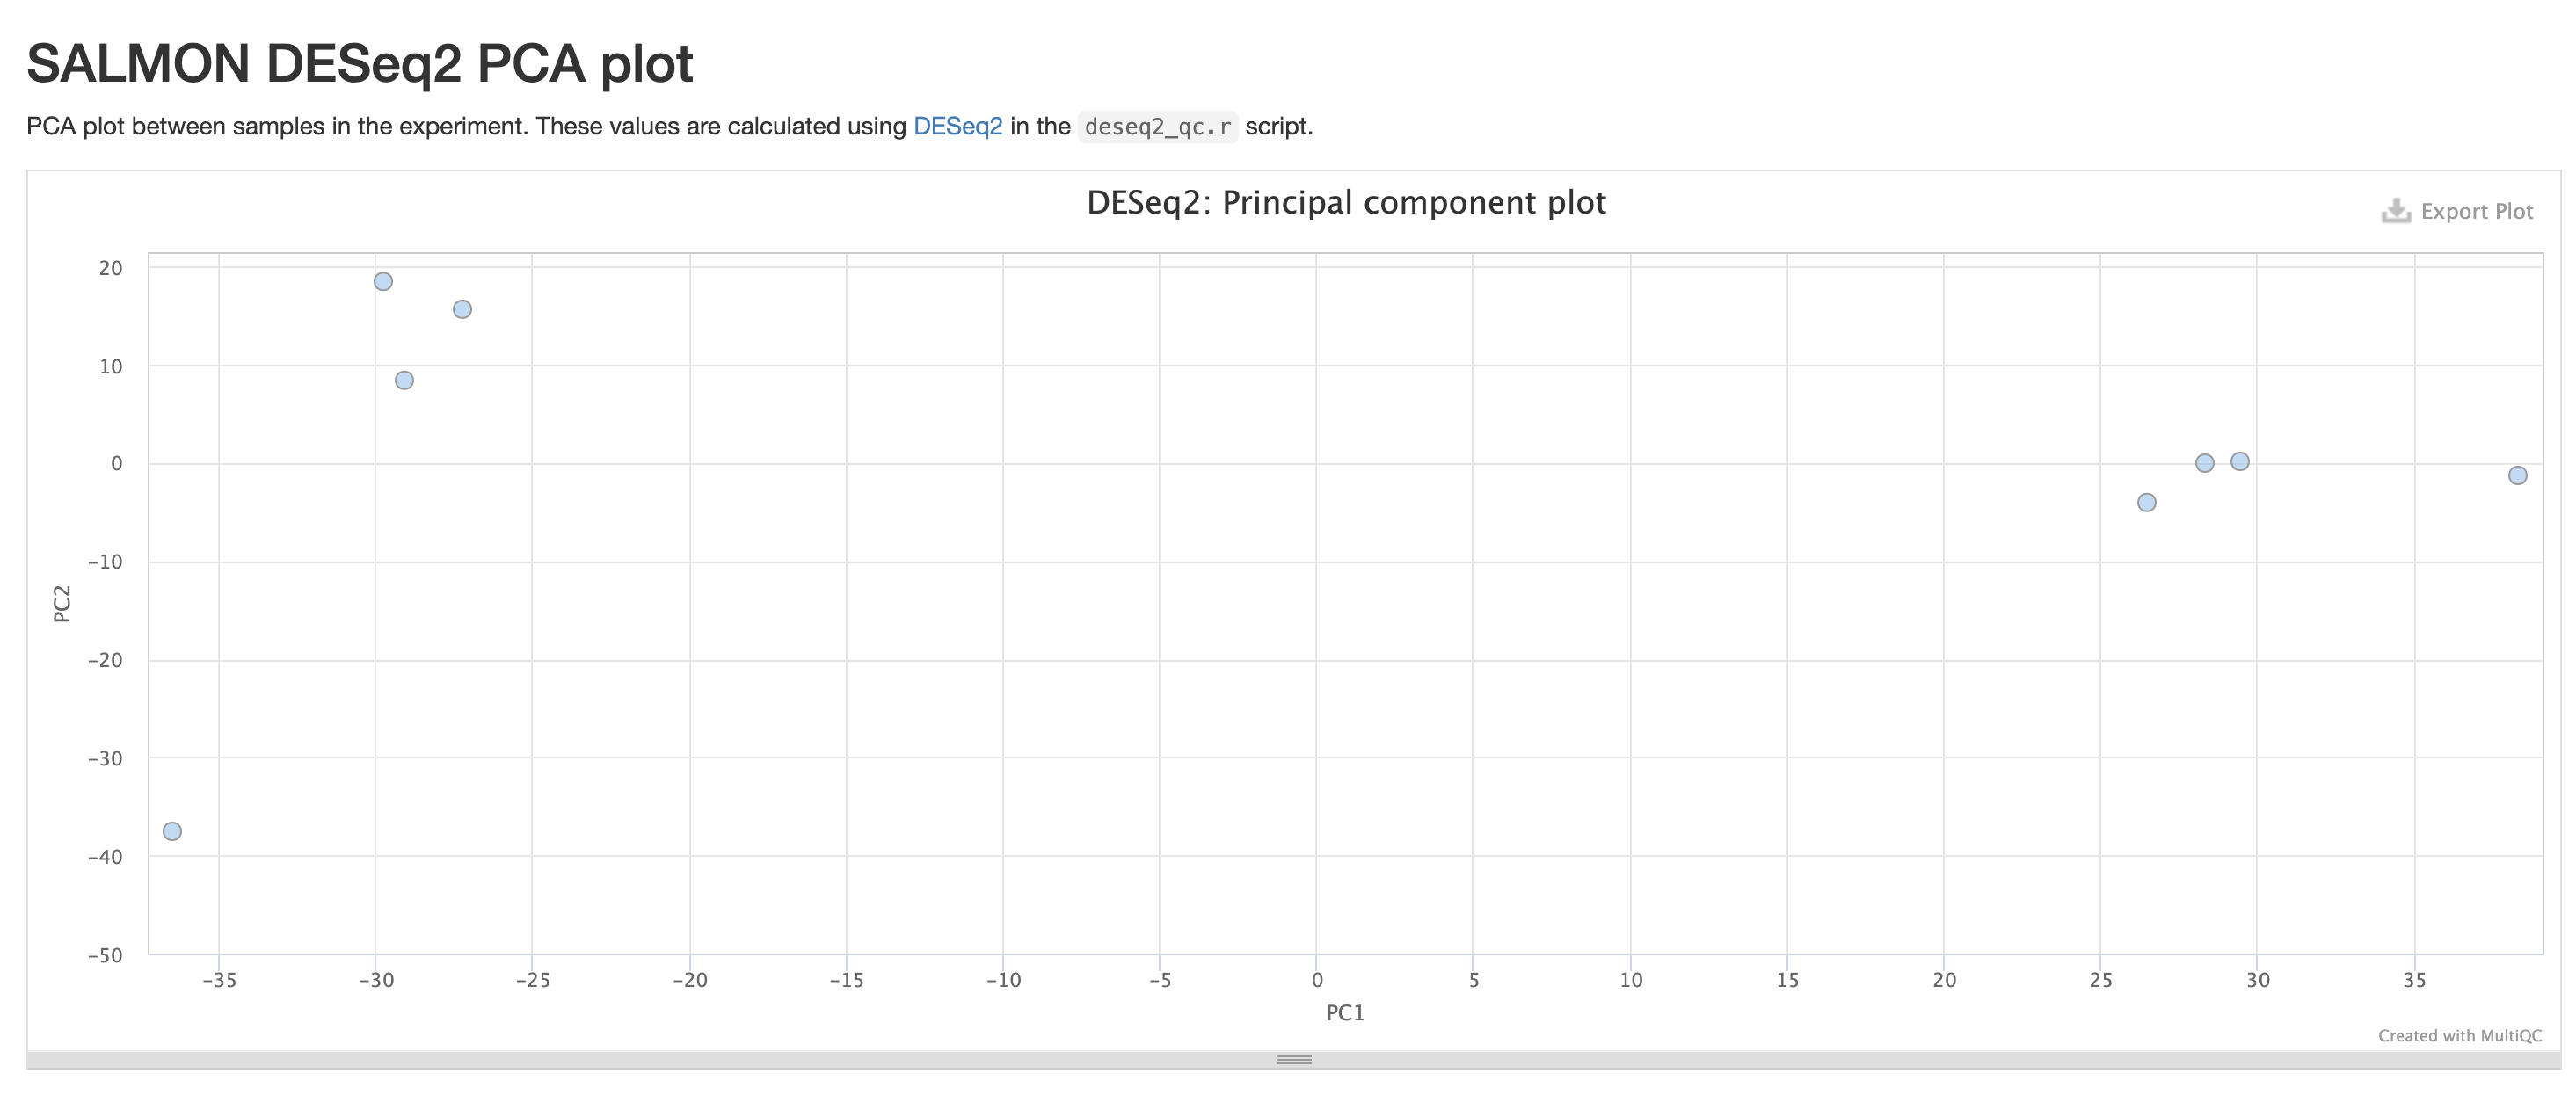 SALMON DESeq2 PCA plot
PCA plot between samples in the experiment. These values are calculated using DESeq2 in the deseq2_qc.r script.
DESeq2: Principal component plot
Export Plot
20
10
0
−10
−20
−30
−40
−50
PC2
−35 −30 −25 −20 −15 −10 −5 0 5 10 15 20 25 30 35
PC1
Created with MultiQC